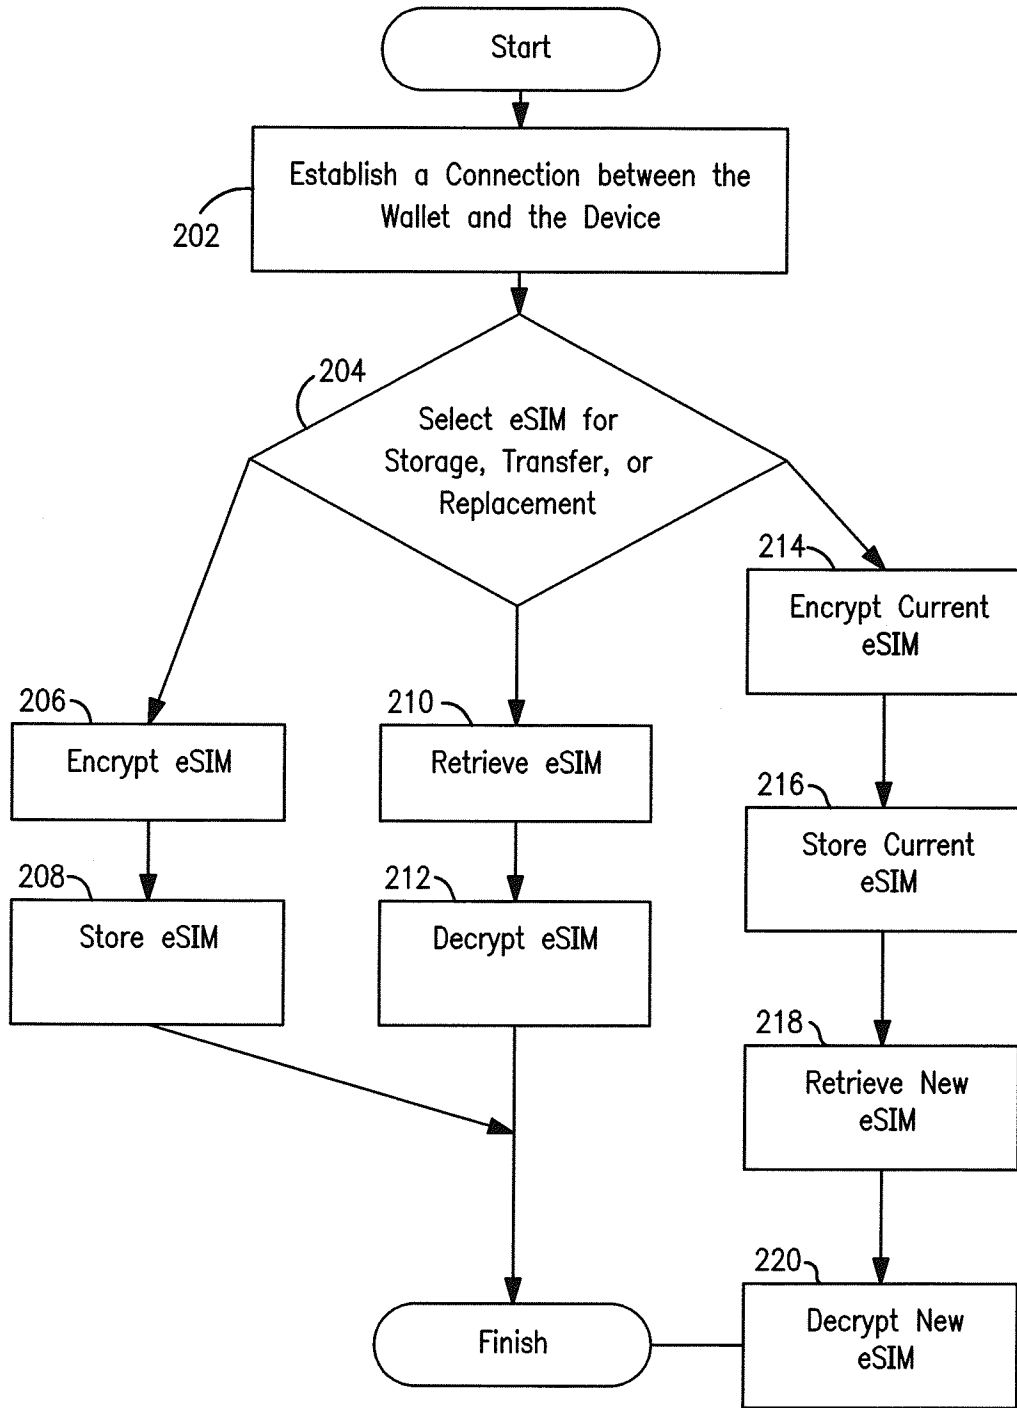 Start
Establish a Connection between the
Wallet and the Device
202
204
Select eSIM for
Storage, Transfer, or
Replacement
206
Encrypt eSIM
208
Store eSIM
210
Retrieve eSIM
212
Decrypt eSIM
214
Encrypt Current
eSIM
216
Store Current
eSIM
218
Retrieve New
eSIM
220
Decrypt New
eSIM
Finish